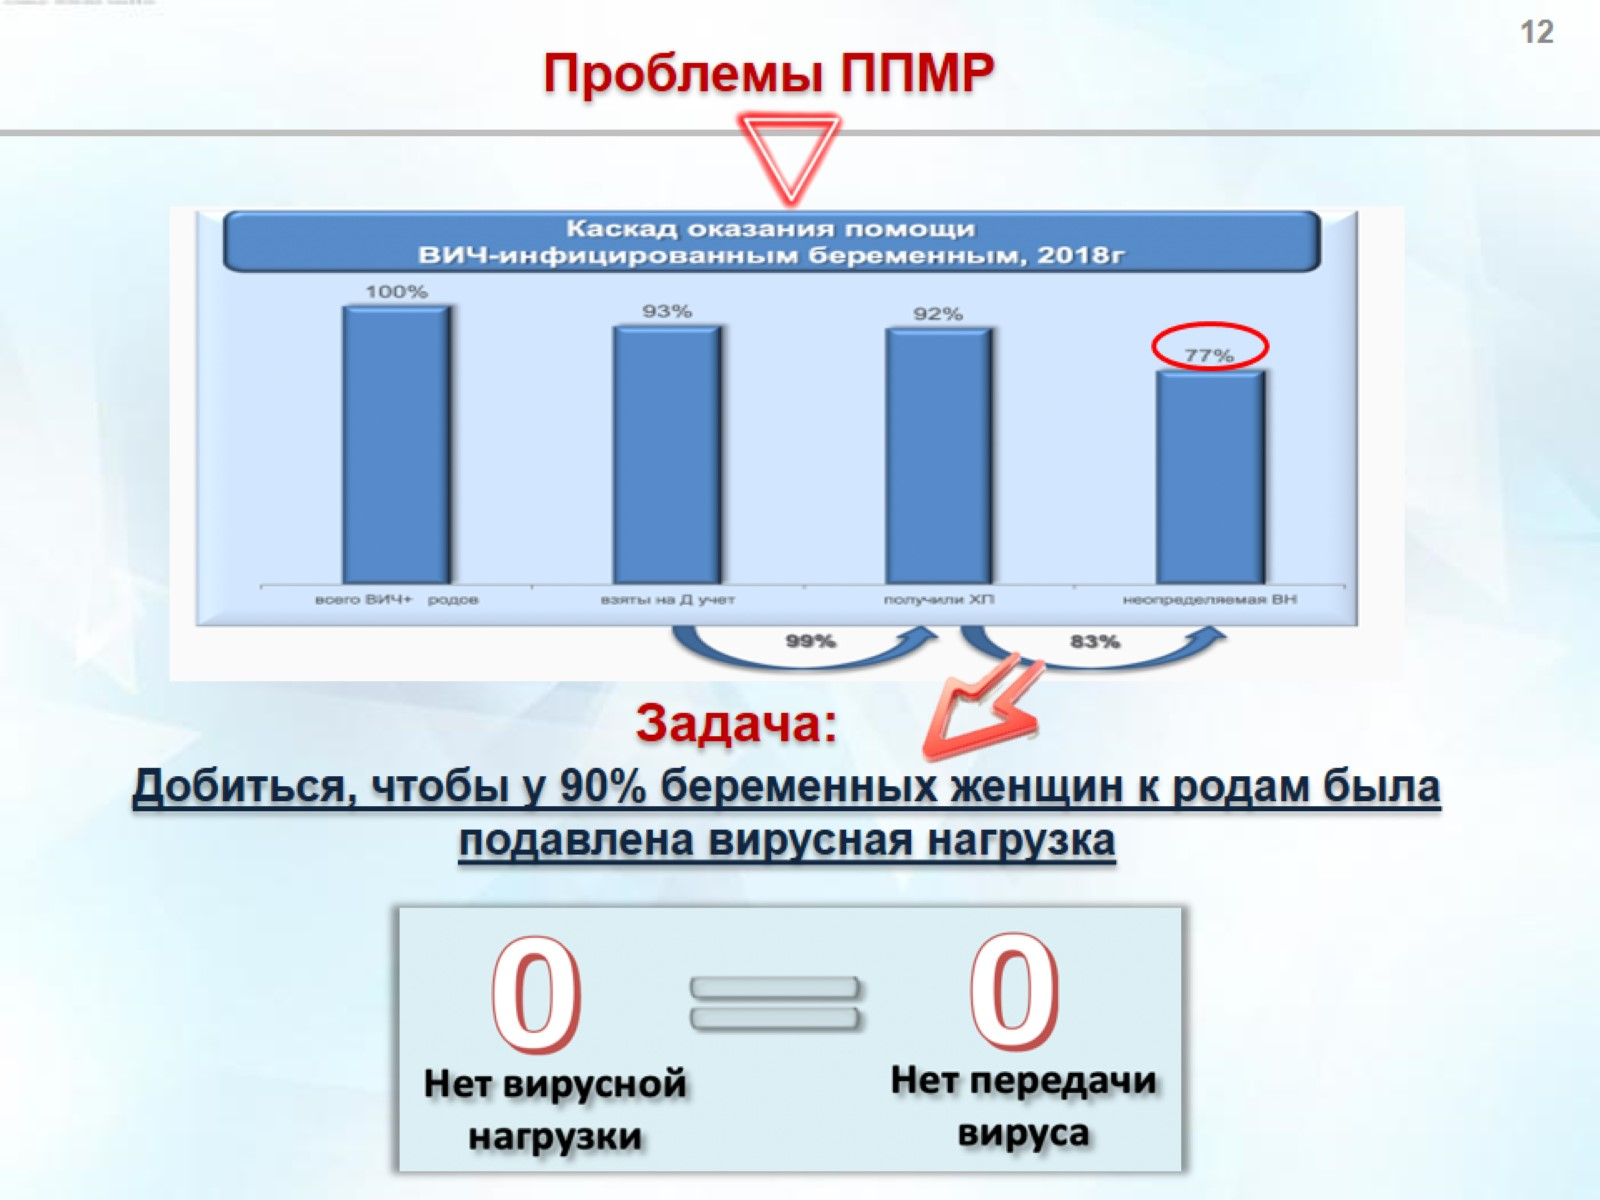 12
Проблемы ППМР
Каскад оказания помощи
ВИЧ-инфицированным беременным, 2018г
100%
93%
92%
77%
всего ВИЧ+ родов
взяты на Д учет
получили ХП
неопределяемая ВН
99%
83%
Задача:
Добиться, чтобы у 90% беременных женщин к родам была
подавлена вирусная нагрузка
0
0
Нет вирусной
нагрузки
Нет передачи
вируса